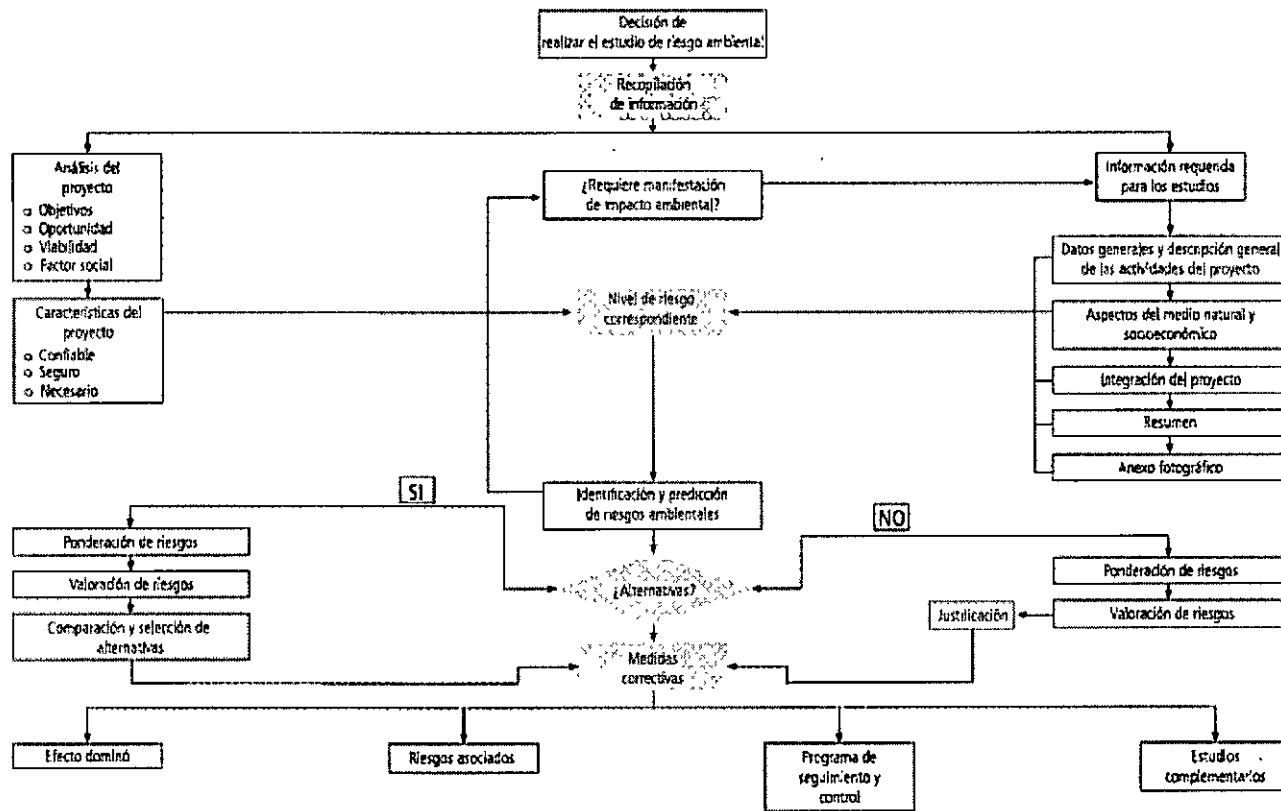 Decisión de
realizar el estudio de riesgo ambiental
Recopilación
de información
Análisis del
proyecto
Objetivos
Oportunidad
Viabilidad
Factor social
¿Requiere manifestación
de impacto ambiental?
Información requerida
para los estudios
Datos generales y descripción general
de las actividades del proyecto
Características del
proyecto
Confiable
Seguro
Necesario
Nivel de riesgo
correspondiente
Aspectos del medio natural y
socioeconómico
Integración del proyecto
Resumen
Anexo fotográfico
SI
Identificación y predicción
de riesgos ambientales
NO
Ponderación de riesgos
Valoración de riesgos
Comparación y selección de
alternativas
¿Alternativas?
Ponderación de riesgos
Justificación
Valoración de riesgos
Medidas
correctivas
Efecto dominó
Riesgos asociados
Programa de
seguimiento y
control
Estudios
complementarios